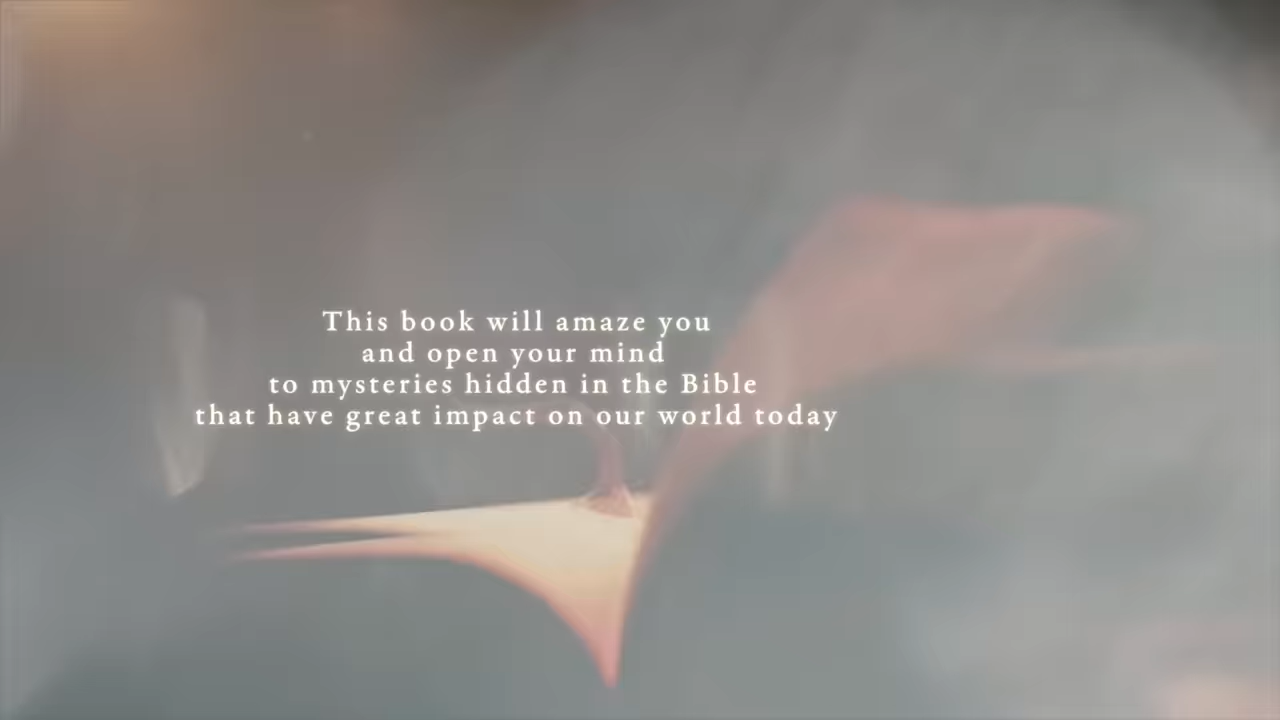 This book will amaze you
and open your mind
to mysteries hidden in the Bible
that have great impact on our world today